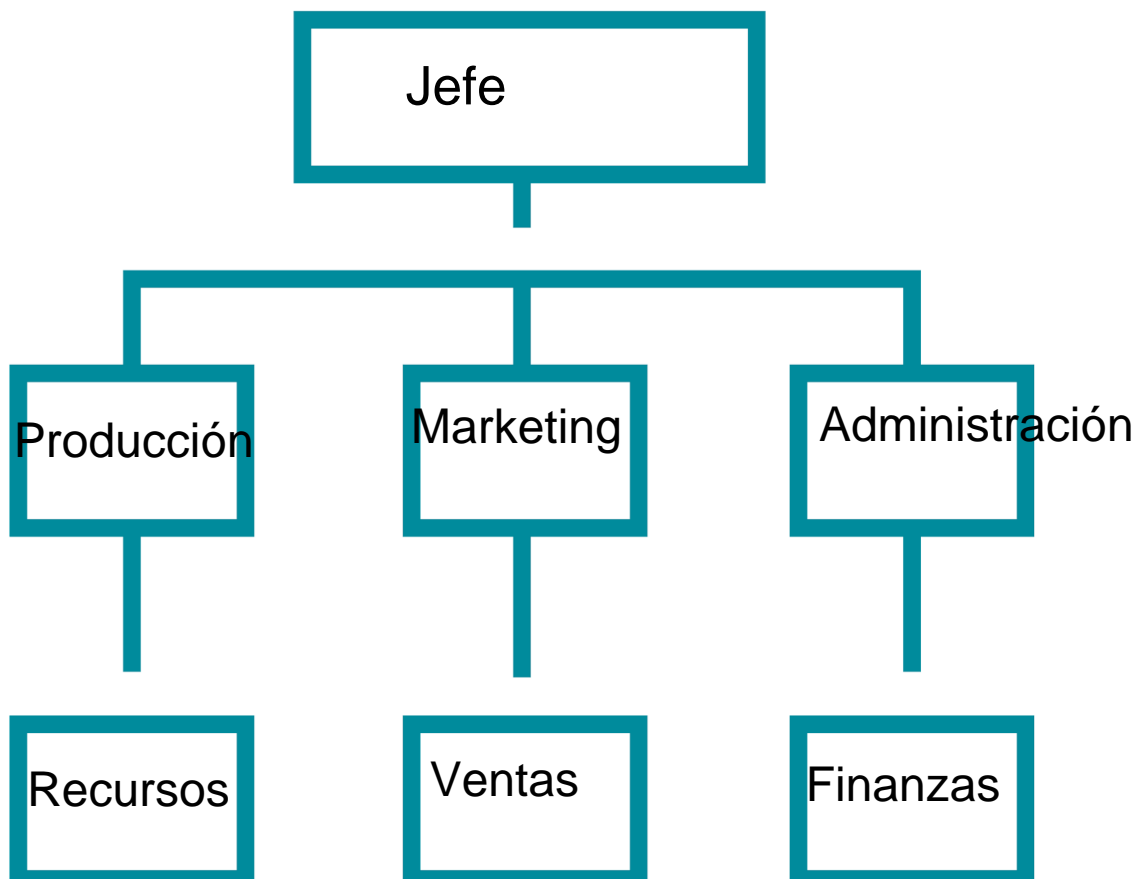 Jefe
Producción
Marketing
Administración
Recursos
Ventas
Finanzas